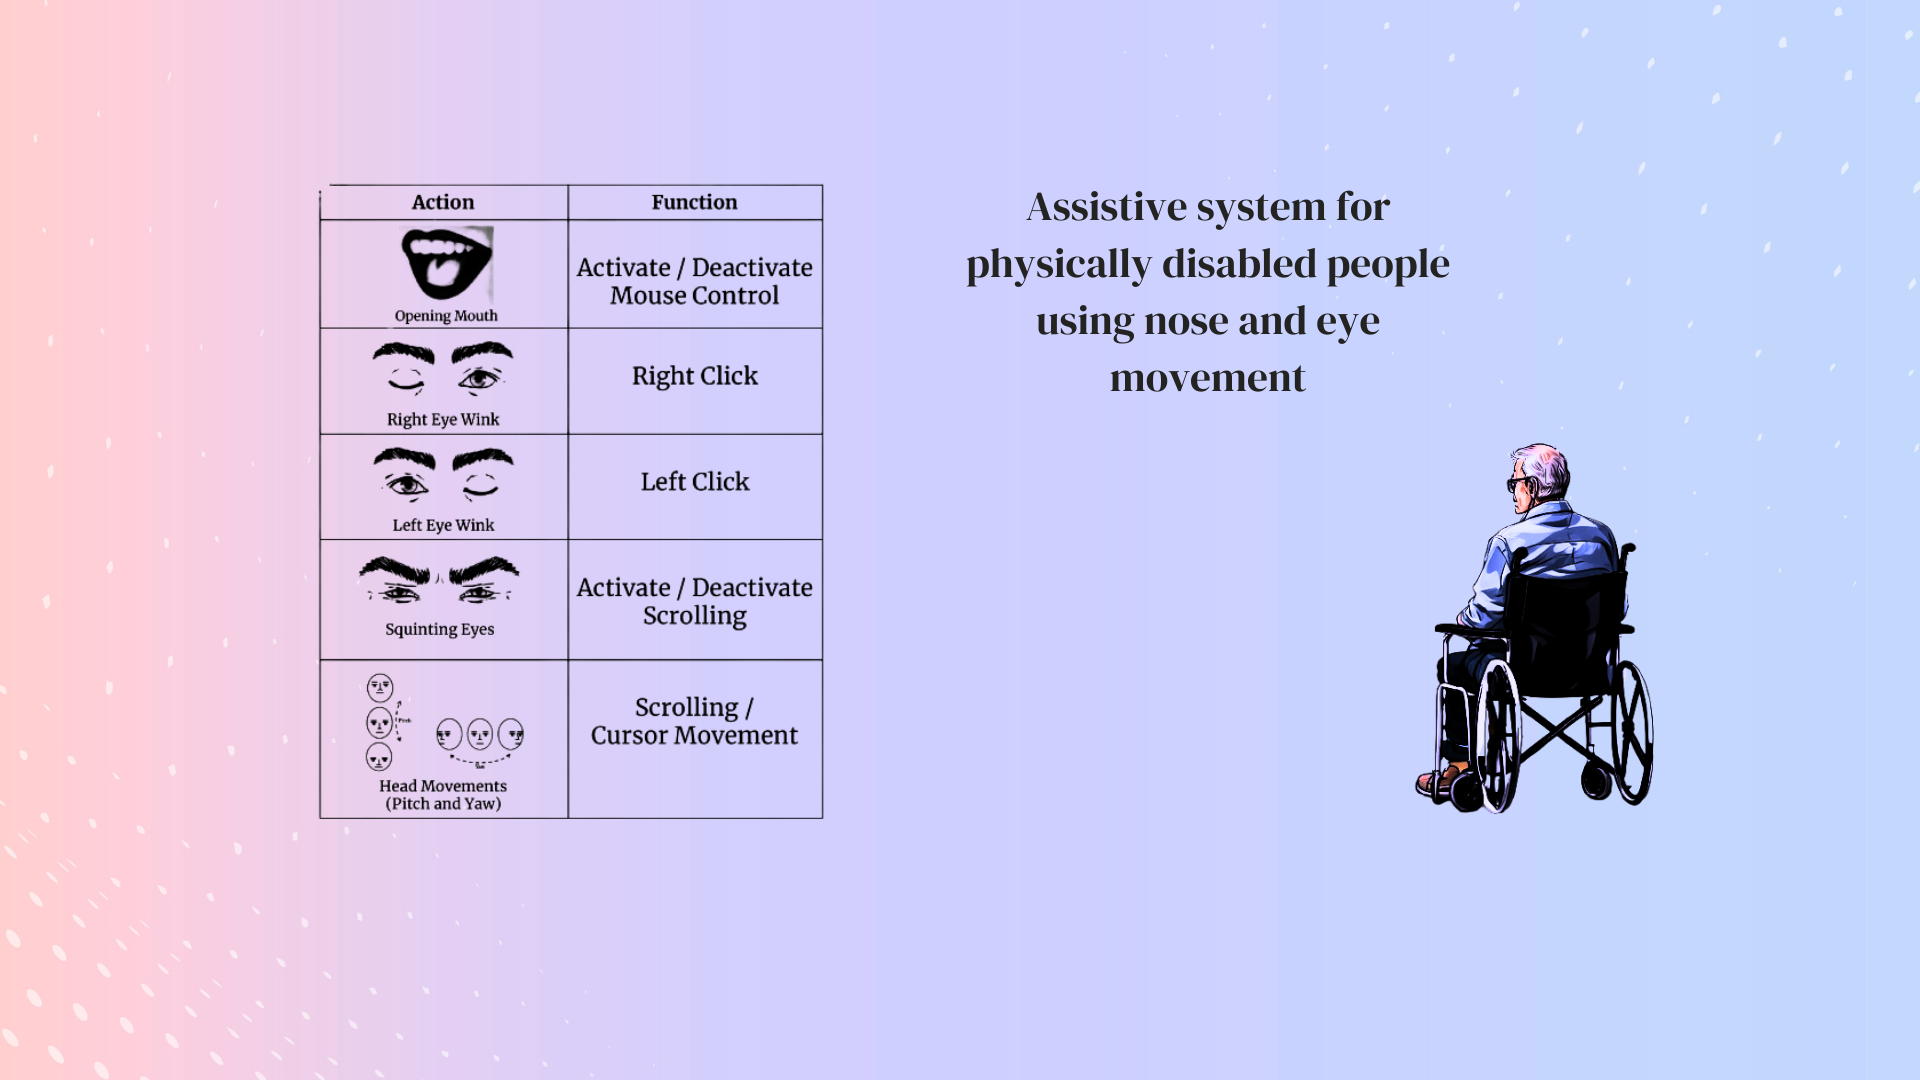 Action
Function
Opening Mouth
Activate / Deactivate
Mouse Control
Right Eye Wink
Right Click
Left Eye Wink
Left Click
Squinting Eyes
Activate / Deactivate
Scrolling
Pitch
Yaw
Head Movements
(Pitch and Yaw)
Scrolling /
Cursor Movement
Assistive system for
physically disabled people
using nose and eye
movement